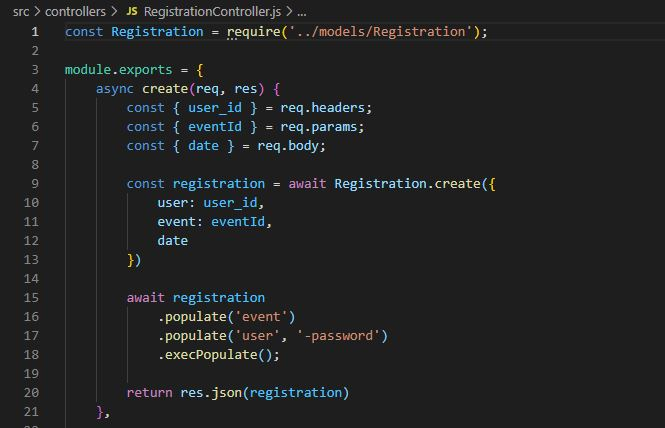 src > controllers > JS RegistrationController.js > ...
1 const Registration = require('../models/Registration');
2
3 module.exports = {
4 async create(req, res) {
5 const { user_id } = req.headers;
6 const { eventId } = req.params;
7 const { date } = req.body;
8
9 const registration = await Registration.create({
10 user: user_id,
11 event: eventId,
12 date
13 })
14
15 await registration
16 .populate('event')
17 .populate('user', '-password')
18 .execPopulate();
19
20 return res.json(registration)
21 },